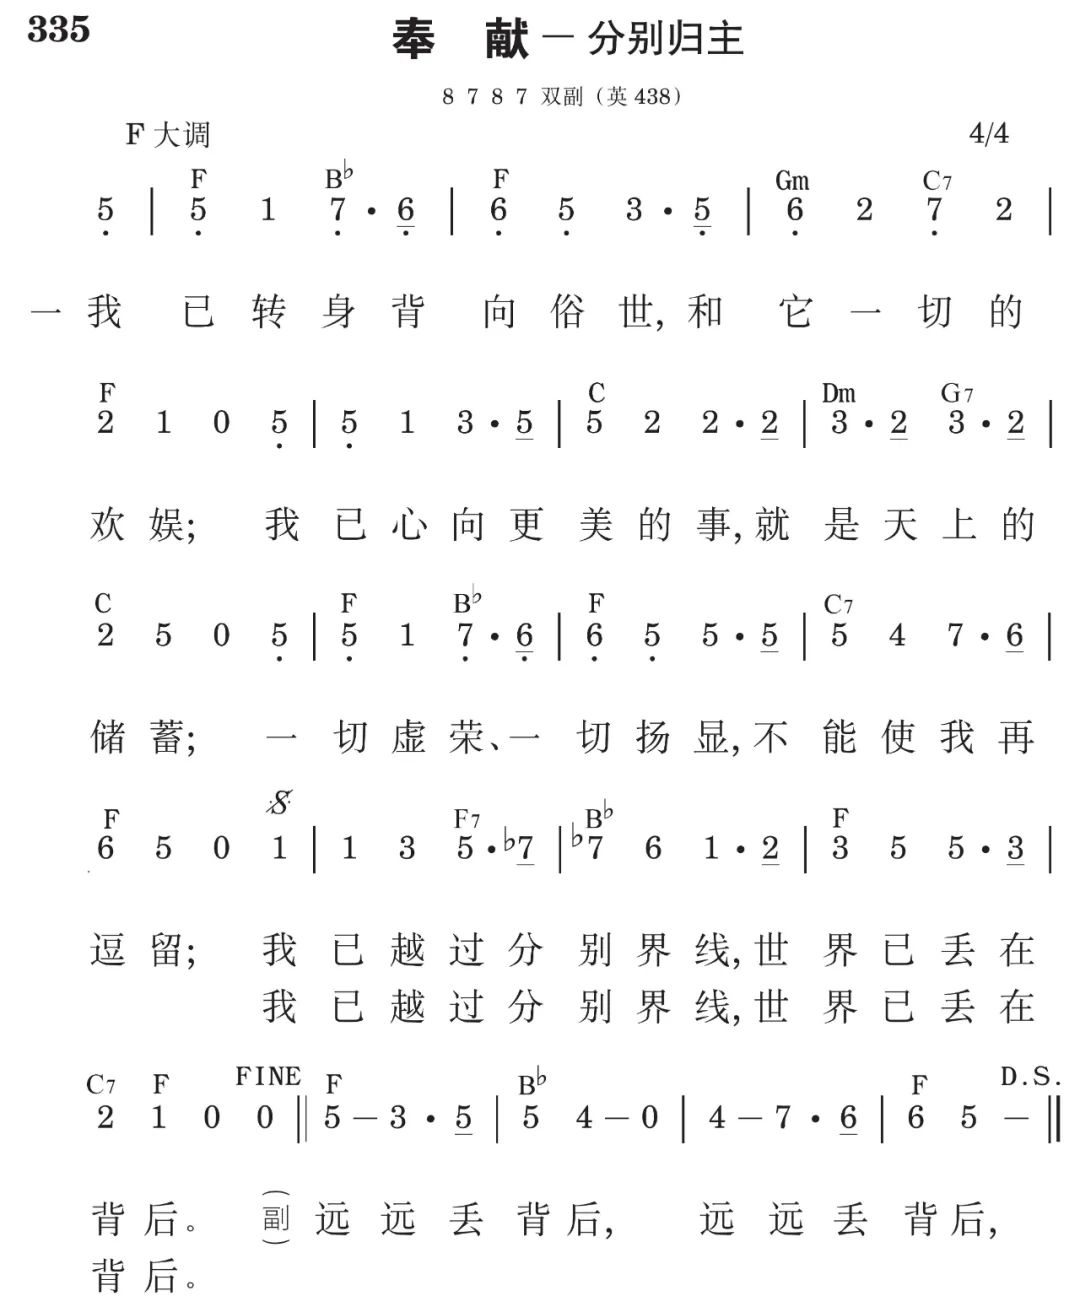 335
奉 献 — 分别归主
8 7 8 7 双副（英 438）
F 大调 4/4
F B♭ F Gm C7
5 | 5 1 7 · 6 | 6 5 3 · 5 | 6 2 7 2 |
一 我 已 转 身 背 向 俗 世, 和 它 一 切 的
F C Dm G7
2 1 0 5 | 5 1 3 · 5 | 5 2 2 · 2 | 3 · 2 3 · 2 |
欢 娱; 我 已 心 向 更 美 的 事, 就 是 天 上 的
C F B♭ F C7
2 5 0 5 | 5 1 7 · 6 | 6 5 5 · 5 | 5 4 7 · 6 |
储 蓄; 一 切 虚 荣、一 切 扬 显, 不 能 使 我 再
F F7 B♭ F
6 5 0 1 | 1 3 5 · ♭7 | ♭7 6 1 · 2 | 3 5 5 · 3 |
逗 留; 我 已 越 过 分 别 界 线, 世 界 已 丢 在
我 已 越 过 分 别 界 线, 世 界 已 丢 在
C7 F FINE F B♭ F D.S.
2 1 0 0 || 5 – 3 · 5 | 5 4 – 0 | 4 – 7 · 6 | 6 5 – ||
背 后。 (副) 远 远 丢 背 后, 远 远 丢 背 后,
背 后。